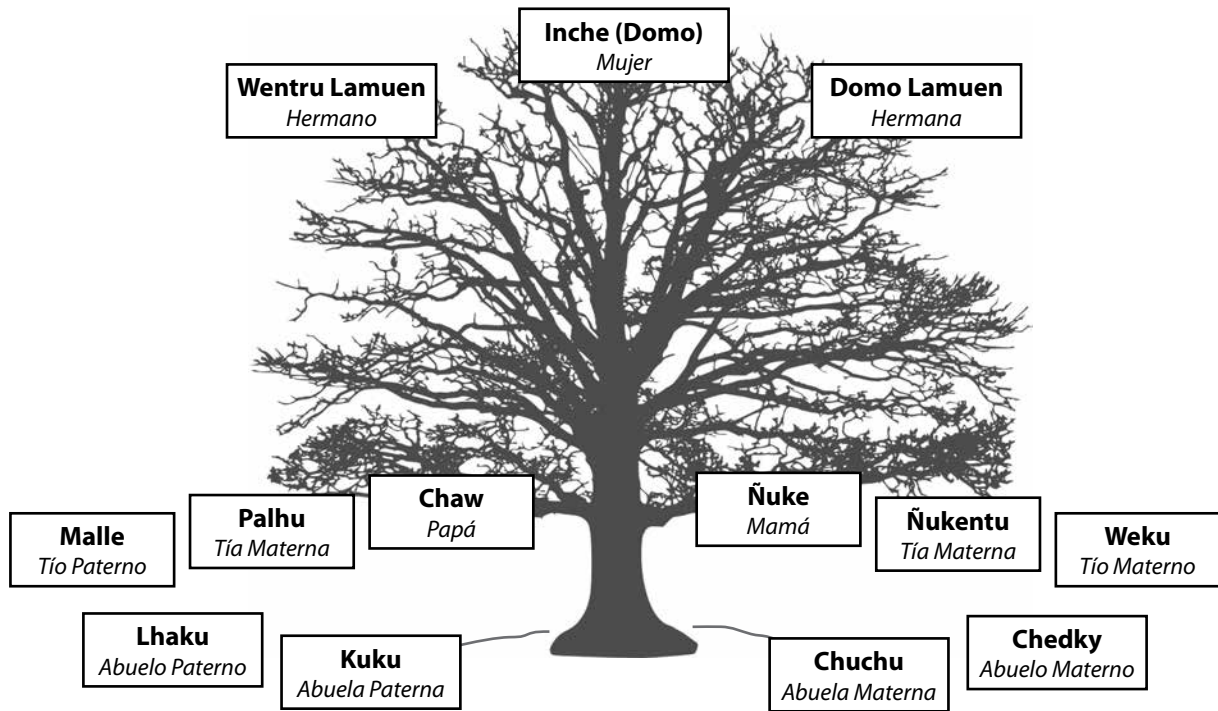 Inche (Domo)
Mujer
Wentru Lamuen
Hermano
Domo Lamuen
Hermana
Chaw
Papá
Ñuke
Mamá
Palhu
Tía Materna
Ñukentu
Tía Materna
Malle
Tío Paterno
Weku
Tío Materno
Lhaku
Abuelo Paterno
Kuku
Abuela Paterna
Chuchu
Abuela Materna
Chedky
Abuelo Materno